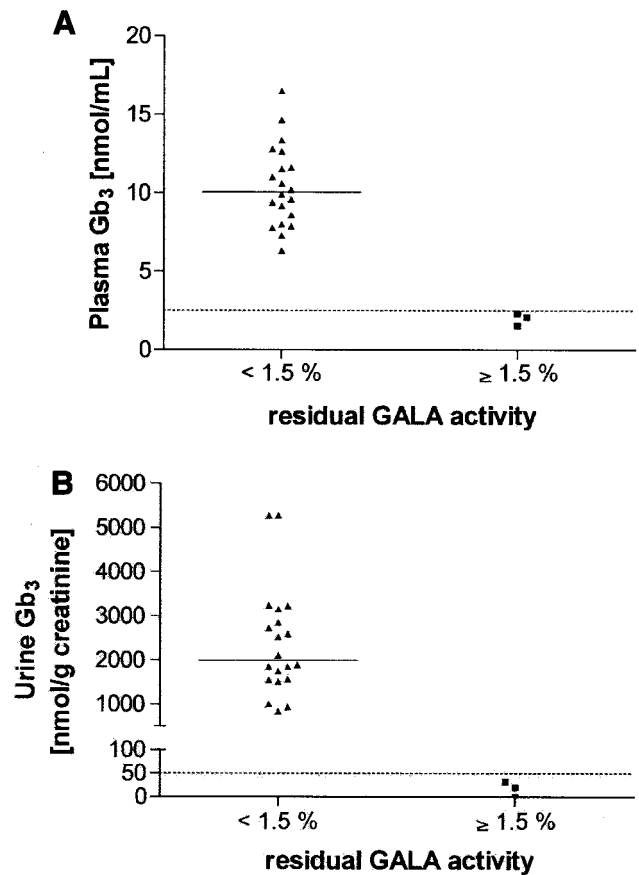 A
Plasma Gb3 [nmol/mL]
20
15
10
5
0
< 1.5 %
≥ 1.5%
residual GALA activity
B
Urine Gb3
[nmol/g creatinine]
6000
5000
4000
3000
2000
1000
100
50
0
< 1.5 %
≥ 1.5%
residual GALA activity